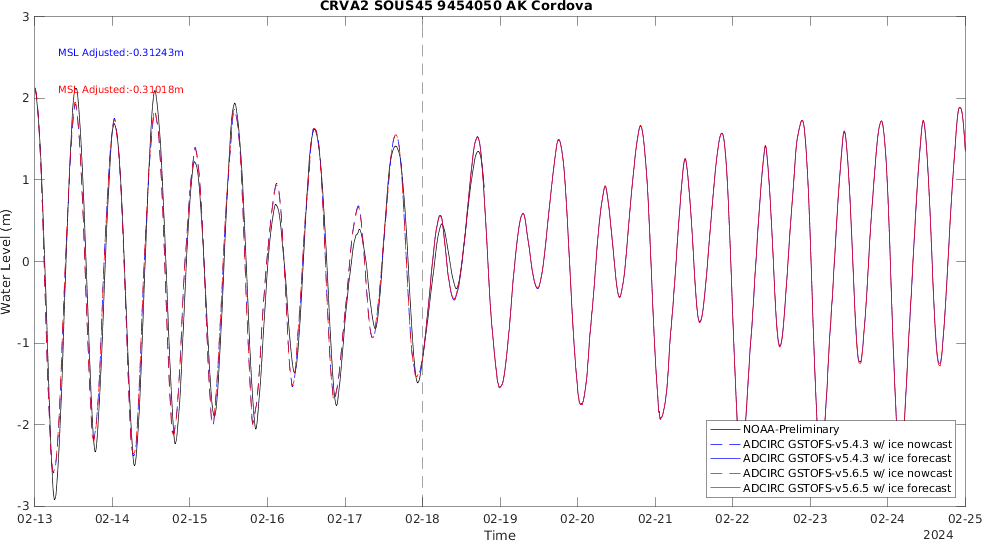 CRVA2 SOUS45 9454050 AK Cordova
MSL Adjusted:-0.31243m
MSL Adjusted:-0.31018m
Water Level (m)
3
2
1
0
-1
-2
-3
NOAA-Preliminary
ADCIRC GSTOFS-v5.4.3 w/ ice nowcast
ADCIRC GSTOFS-v5.4.3 w/ ice forecast
ADCIRC GSTOFS-v5.6.5 w/ ice nowcast
ADCIRC GSTOFS-v5.6.5 w/ ice forecast
02-13 02-14 02-15 02-16 02-17 02-18 02-19 02-20 02-21 02-22 02-23 02-24 02-25
Time
2024